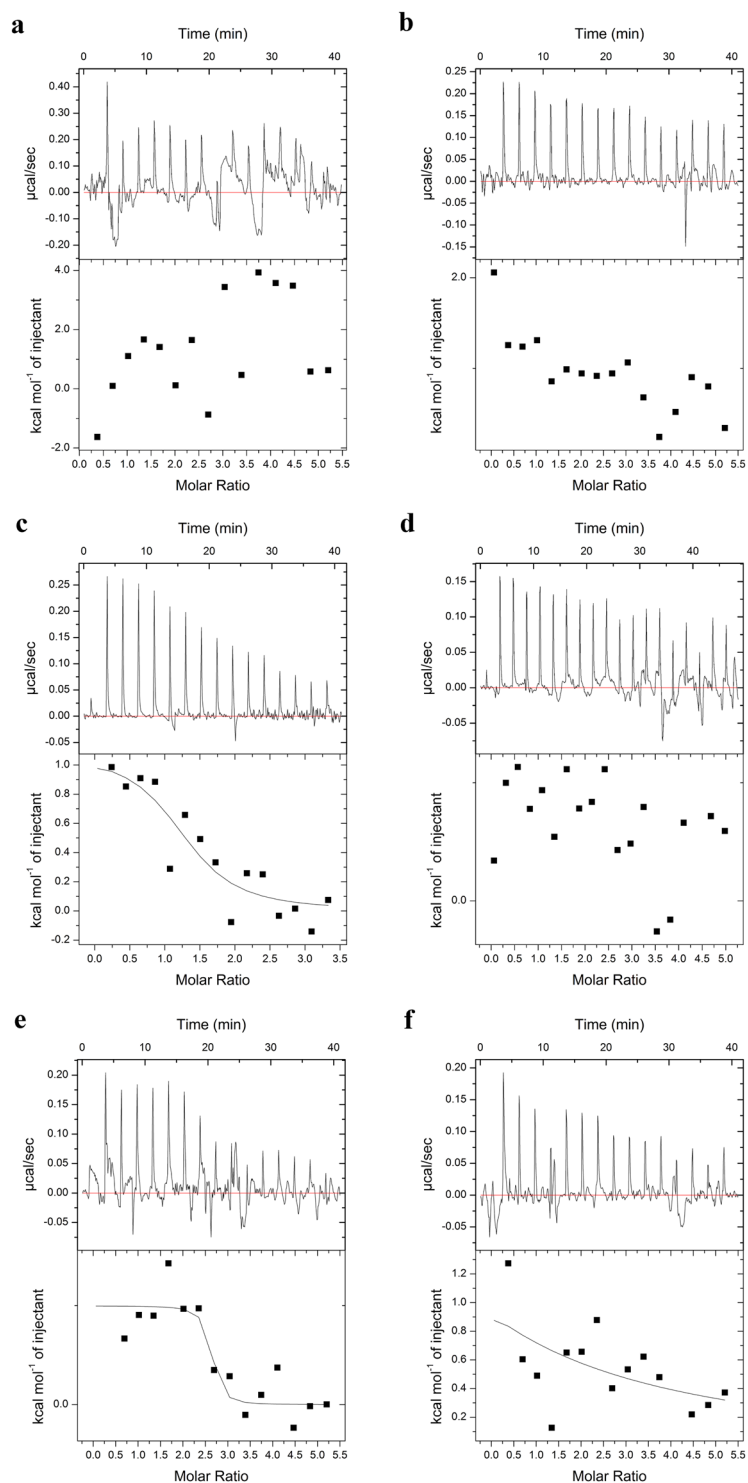 a
Time (min)
0 10 20 30 40
0.40
0.30
0.20
0.10
0.00
-0.10
-0.20
µcal/sec
4.0
2.0
0.0
-2.0
kcal mol⁻¹ of injectant
0.0 0.5 1.0 1.5 2.0 2.5 3.0 3.5 4.0 4.5 5.0 5.5
Molar Ratio
b
Time (min)
0 10 20 30 40
0.25
0.20
0.15
0.10
0.05
0.00
-0.05
-0.10
-0.15
µcal/sec
2.0
kcal mol⁻¹ of injectant
0.0 0.5 1.0 1.5 2.0 2.5 3.0 3.5 4.0 4.5 5.0 5.5
Molar Ratio
c
Time (min)
0 10 20 30 40
0.25
0.20
0.15
0.10
0.05
0.00
-0.05
µcal/sec
1.0
0.8
0.6
0.4
0.2
0.0
-0.2
kcal mol⁻¹ of injectant
0.0 0.5 1.0 1.5 2.0 2.5 3.0 3.5
Molar Ratio
d
Time (min)
0 10 20 30 40
0.15
0.10
0.05
0.00
-0.05
µcal/sec
0.0
kcal mol⁻¹ of injectant
0.0 0.5 1.0 1.5 2.0 2.5 3.0 3.5 4.0 4.5 5.0
Molar Ratio
e
Time (min)
0 10 20 30 40
0.20
0.15
0.10
0.05
0.00
-0.05
µcal/sec
0.0
kcal mol⁻¹ of injectant
0.0 0.5 1.0 1.5 2.0 2.5 3.0 3.5 4.0 4.5 5.0 5.5
Molar Ratio
f
Time (min)
0 10 20 30 40
0.20
0.15
0.10
0.05
0.00
-0.05
µcal/sec
1.2
1.0
0.8
0.6
0.4
0.2
kcal mol⁻¹ of injectant
0.0 0.5 1.0 1.5 2.0 2.5 3.0 3.5 4.0 4.5 5.0 5.5
Molar Ratio